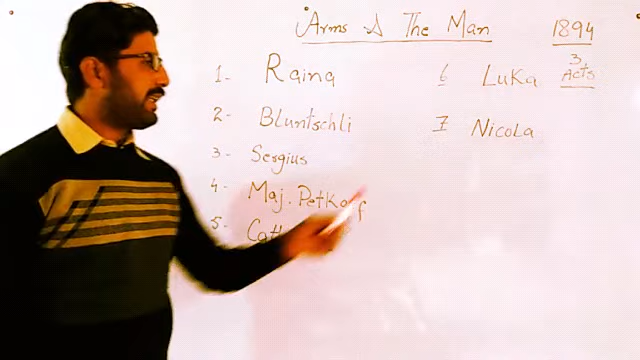 Arms & The Man 1894
3
Acts
1- Raina
2- Bluntschli
3- Sergius
4- Maj. Petkoff
5-
6 Luka
7 Nicola